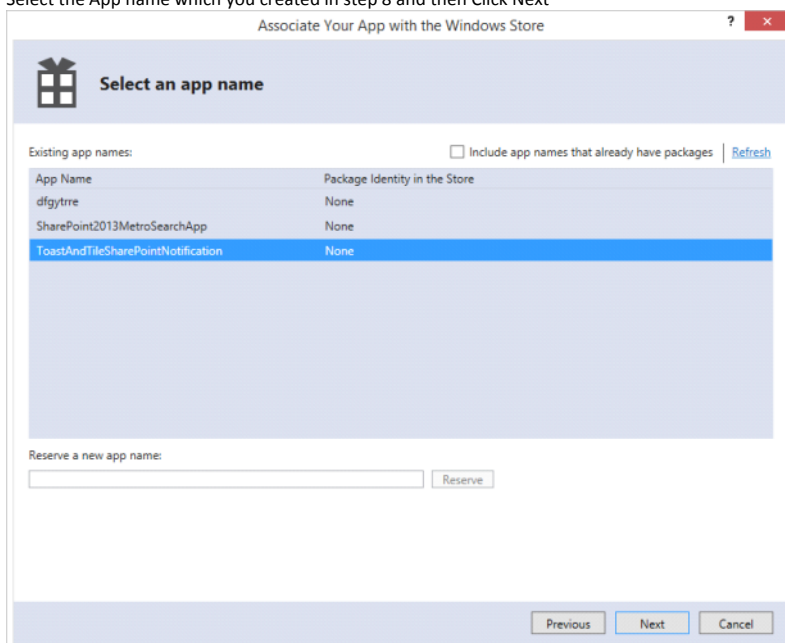 Select the App name which you created in step 8 and then Click Next
Associate Your App with the Windows Store ? ×
Select an app name
Existing app names: Include app names that already have packages | Refresh
App Name Package Identity in the Store
dfgytrre None
SharePoint2013MetroSearchApp None
ToastAndTileSharePointNotification None
Reserve a new app name:
Reserve
Previous Next Cancel